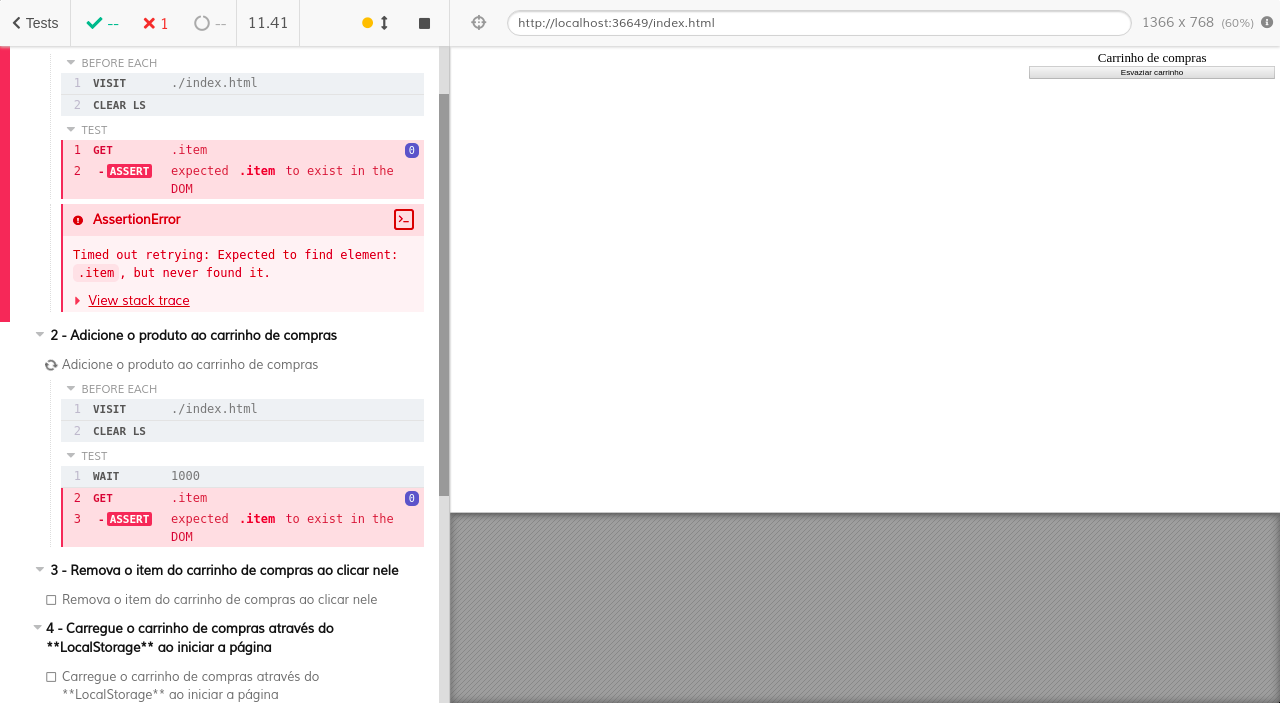 Tests -- 1 -- 11.41 http://localhost:36649/index.html 1366 x 768 (60%)
BEFORE EACH
1 VISIT ./index.html
2 CLEAR LS
TEST
1 GET .item 0
2 - ASSERT expected .item to exist in the
DOM
AssertionError
Timed out retrying: Expected to find element:
.item, but never found it.
View stack trace
2 - Adicione o produto ao carrinho de compras
Adicione o produto ao carrinho de compras
BEFORE EACH
1 VISIT ./index.html
2 CLEAR LS
TEST
1 WAIT 1000
2 GET .item 0
3 - ASSERT expected .item to exist in the
DOM
3 - Remova o item do carrinho de compras ao clicar nele
Remova o item do carrinho de compras ao clicar nele
4 - Carregue o carrinho de compras através do
**LocalStorage** ao iniciar a página
Carregue o carrinho de compras através do
**LocalStorage** ao iniciar a página
Carrinho de compras
Esvaziar carrinho